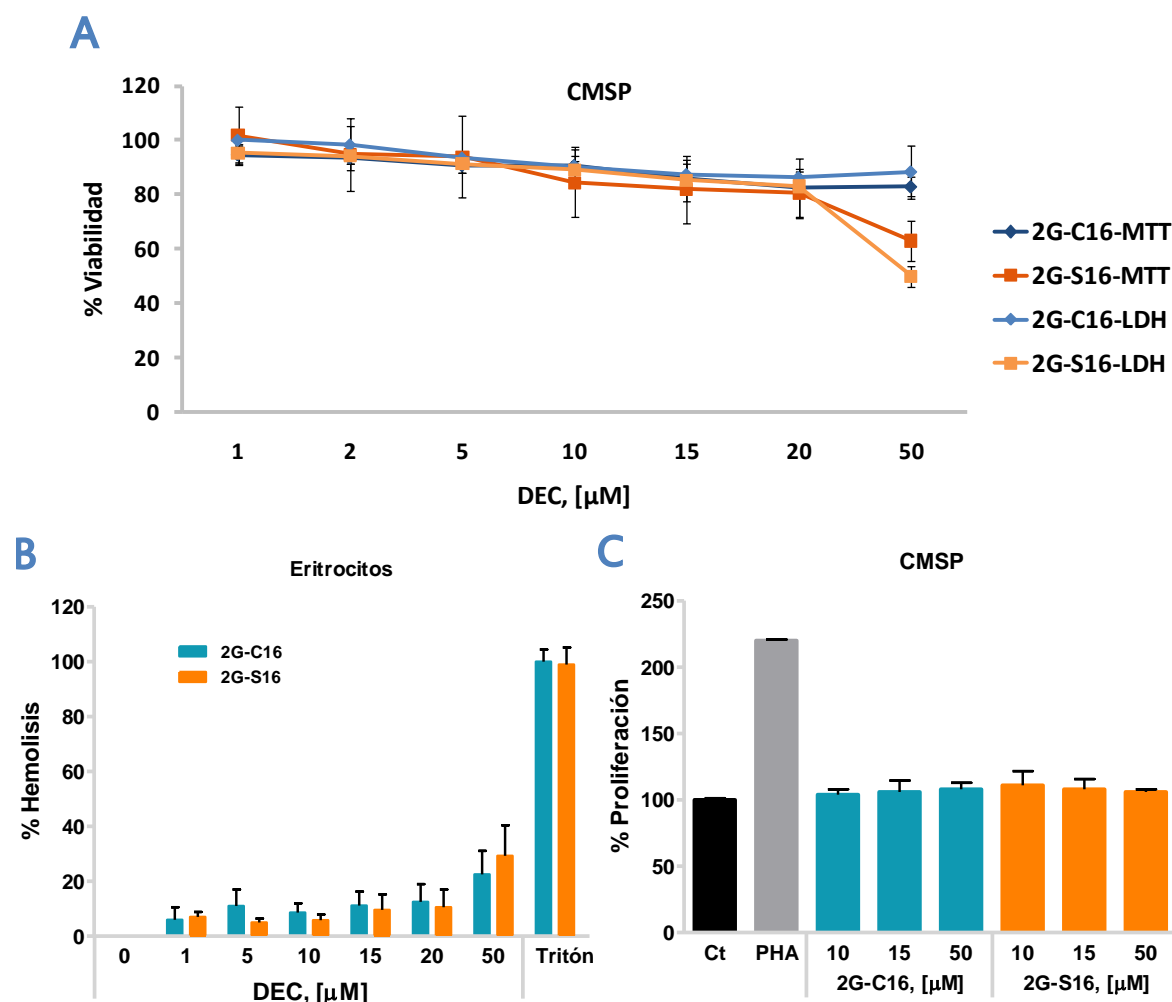 A
CMSP
% Viabilidad
120
100
80
60
40
20
0
1 2 5 10 15 20 50
DEC, [µM]
2G-C16-MTT
2G-S16-MTT
2G-C16-LDH
2G-S16-LDH
B
Eritrocitos
% Hemolisis
120
100
80
60
40
20
0
2G-C16
2G-S16
0 1 5 10 15 20 50 Tritón
DEC, [µM]
C
CMSP
% Proliferación
250
200
150
100
50
0
Ct PHA 10 15 50 10 15 50
2G-C16, [µM] 2G-S16, [µM]